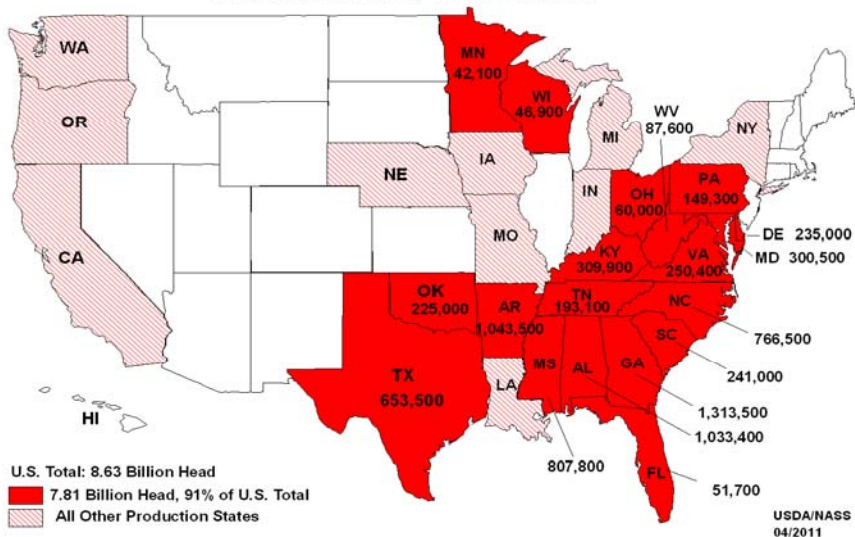 WA
MN
42,100
OR
WI
46,900
WV
87,600
MI
NY
IA
NE
PA
149,300
IN
OH
60,000
CA
MO
KY
309,900
VA
250,400
DE 235,000
MD 300,500
OK
225,000
AR
1,043,500
TN
193,100
NC
766,500
SC
241,000
TX
653,500
MS
AL
GA
LA
1,313,500
1,033,400
HI
807,800
FL
51,700
U.S. Total: 8.63 Billion Head
7.81 Billion Head, 91% of U.S. Total
All Other Production States
USDA/NASS
04/2011